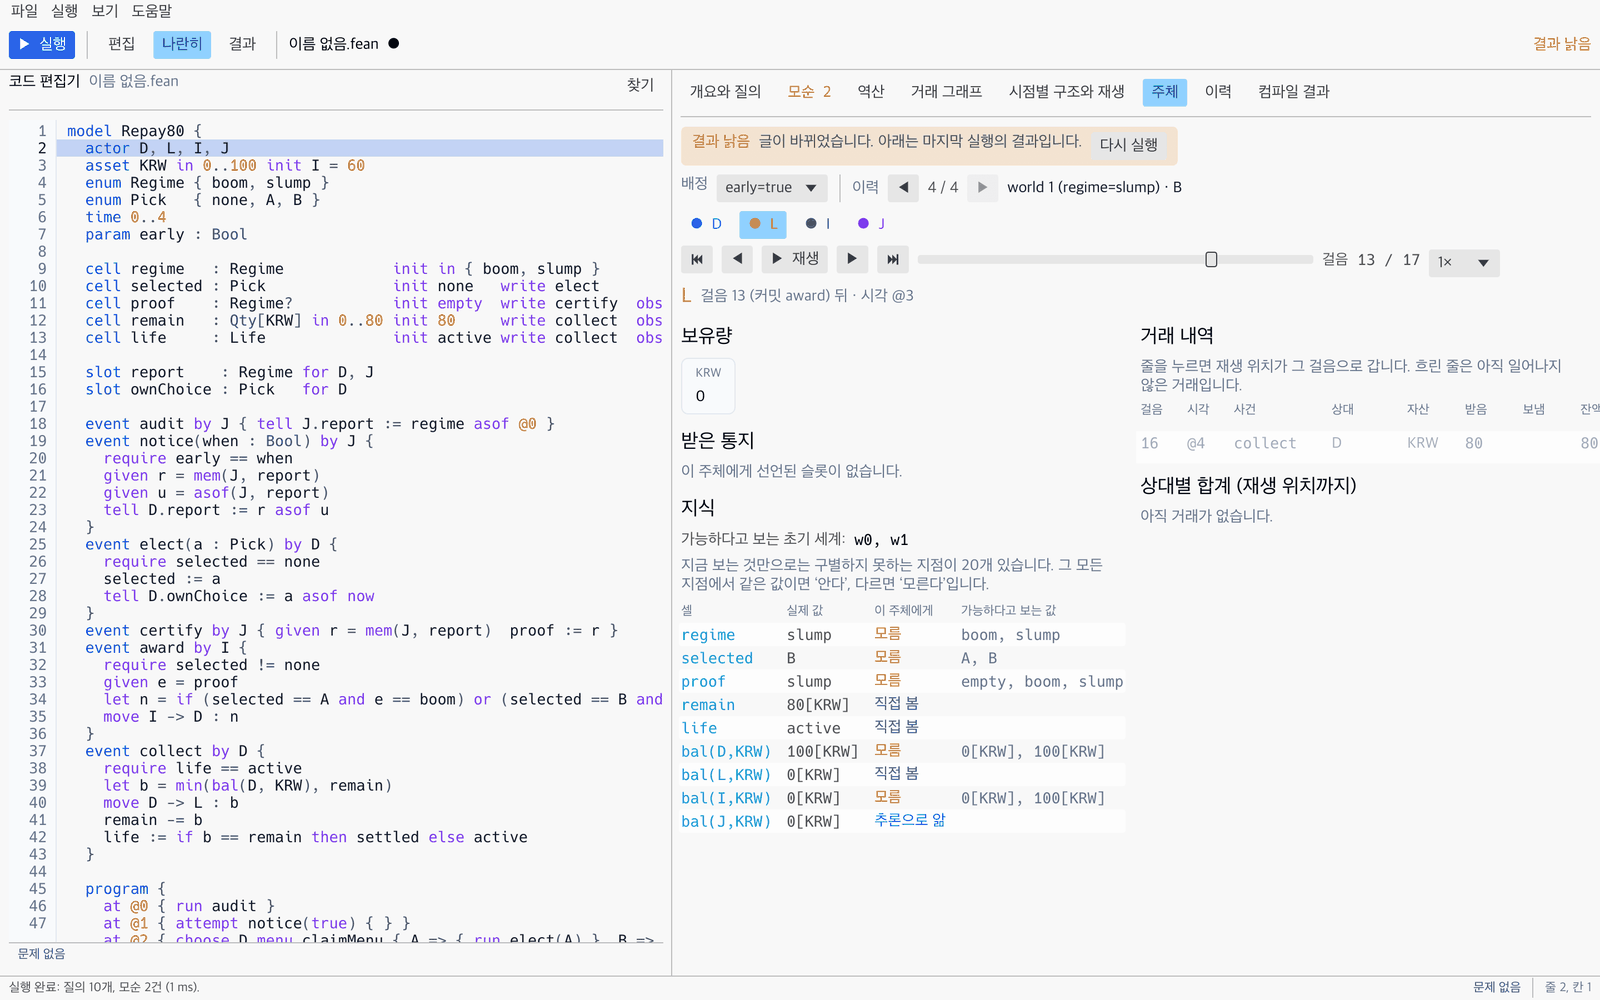 파일 실행 보기 도움말
▶ 실행 편집 나란히 결과 이름 없음.fean ● 결과 낡음
코드 편집기 이름 없음.fean 찾기
1 model Repay80 {
2 actor D, L, I, J
3 asset KRW in 0..100 init I = 60
4 enum Regime { boom, slump }
5 enum Pick { none, A, B }
6 time 0..4
7 param early : Bool
8
9 cell regime : Regime init in { boom, slump }
10 cell selected : Pick init none write elect
11 cell proof : Regime? init empty write certify obs
12 cell remain : Qty[KRW] in 0..80 init 80 write collect obs
13 cell life : Life init active write collect obs
14
15 slot report : Regime for D, J
16 slot ownChoice : Pick for D
17
18 event audit by J { tell J.report := regime asof @0 }
19 event notice(when : Bool) by J {
20 require early == when
21 given r = mem(J, report)
22 given u = asof(J, report)
23 tell D.report := r asof u
24 }
25 event elect(a : Pick) by D {
26 require selected == none
27 selected := a
28 tell D.ownChoice := a asof now
29 }
30 event certify by J { given r = mem(J, report) proof := r }
31 event award by I {
32 require selected != none
33 given e = proof
34 let n = if (selected == A and e == boom) or (selected == B and
35 move I -> D : n
36 }
37 event collect by D {
38 require life == active
39 let b = min(bal(D, KRW), remain)
40 move D -> L : b
41 remain -= b
42 life := if b == remain then settled else active
43 }
44
45 program {
46 at @0 { run audit }
47 at @1 { attempt notice(true) { } }
at @2 { choose D menu claimMenu { A => { run elect(A) } B =>
문제 없음
개요와 질의 모순 2 역산 거래 그래프 시점별 구조와 재생 주체 이력 컴파일 결과
결과 낡음 글이 바뀌었습니다. 아래는 마지막 실행의 결과입니다. 다시 실행
배정 early=true ▼ 이력 ◀ 4 / 4 ▶ world 1 (regime=slump) · B
● D ● L ● I ● J
⏮ ◀ ▶ 재생 ▶ ⏭ 걸음 13 / 17 1× ▼
L 걸음 13 (커밋 award) 뒤 · 시각 @3
보유량
KRW
0
받은 통지
이 주체에게 선언된 슬롯이 없습니다.
지식
가능하다고 보는 초기 세계: w0, w1
지금 보는 것만으로는 구별하지 못하는 지점이 20개 있습니다. 그 모든
지점에서 같은 값이면 ‘안다’, 다르면 ‘모른다’입니다.
셀 실제 값 이 주체에게 가능하다고 보는 값
regime slump 모름 boom, slump
selected B 모름 A, B
proof slump 모름 empty, boom, slump
remain 80[KRW] 직접 봄
life active 직접 봄
bal(D,KRW) 100[KRW] 모름 0[KRW], 100[KRW]
bal(L,KRW) 0[KRW] 직접 봄
bal(I,KRW) 0[KRW] 모름 0[KRW], 100[KRW]
bal(J,KRW) 0[KRW] 추론으로 앎
거래 내역
줄을 누르면 재생 위치가 그 걸음으로 갑니다. 흐린 줄은 아직 일어나지
않은 거래입니다.
걸음 시각 사건 상대 자산 받음 보냄 잔액
16 @4 collect D KRW 80 80
상대별 합계 (재생 위치까지)
아직 거래가 없습니다.
실행 완료: 질의 10개, 모순 2건 (1 ms). 문제 없음 줄 2, 칸 1